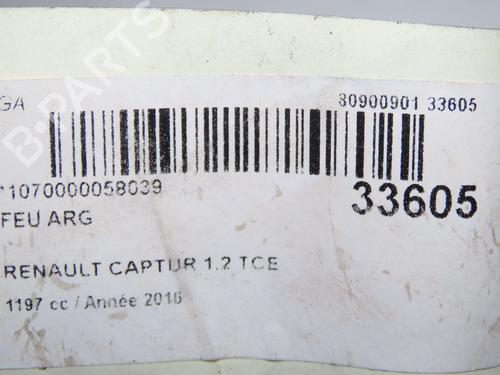 GA 80900901 33605
*1070000058039 33605
FEU ARG
RENAULT CAPTUR 1.2 TCE
1197 cc / Année 2016
B-PARTS